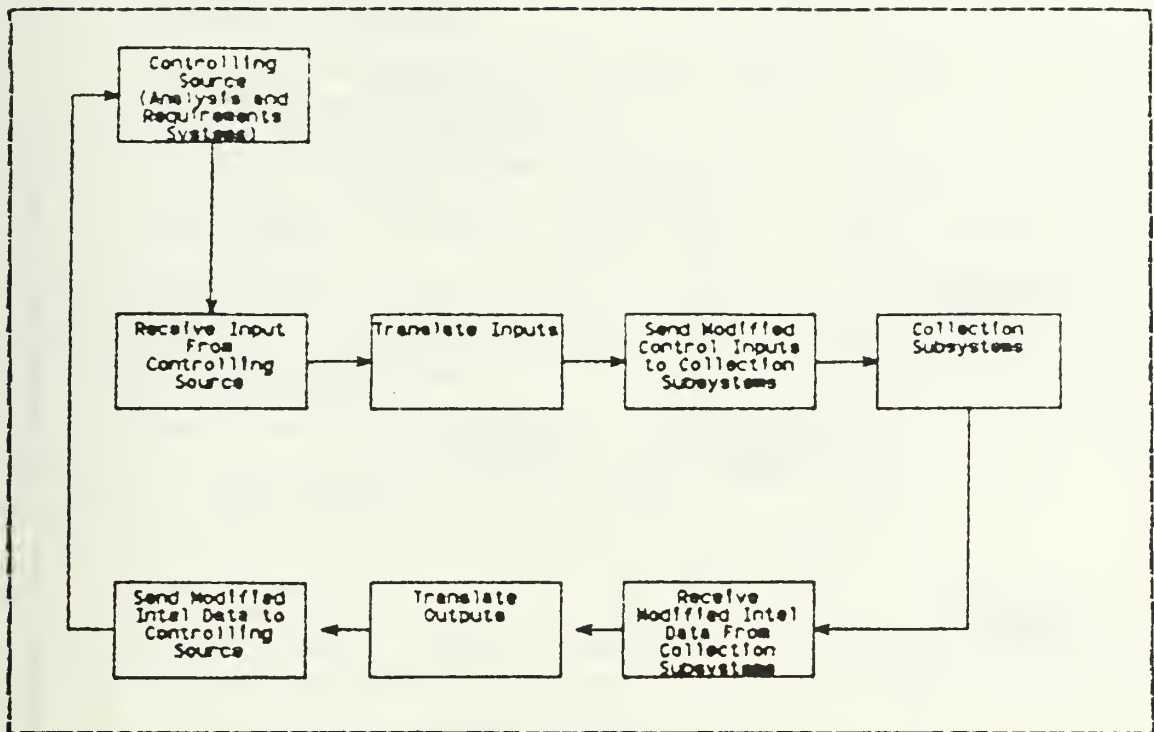 Controlling
Source
(Analysis and
Requirements
Systems)
Receive Input
From
Controlling
Source
Translate Inputs
Send Modified
Control Inputs
to Collection
Subsystems
Collection
Subsystems
Send Modified
Intel Data to
Controlling
Source
Translate
Outputs
Receive
Modified Intel
Data From
Collection
Subsystems